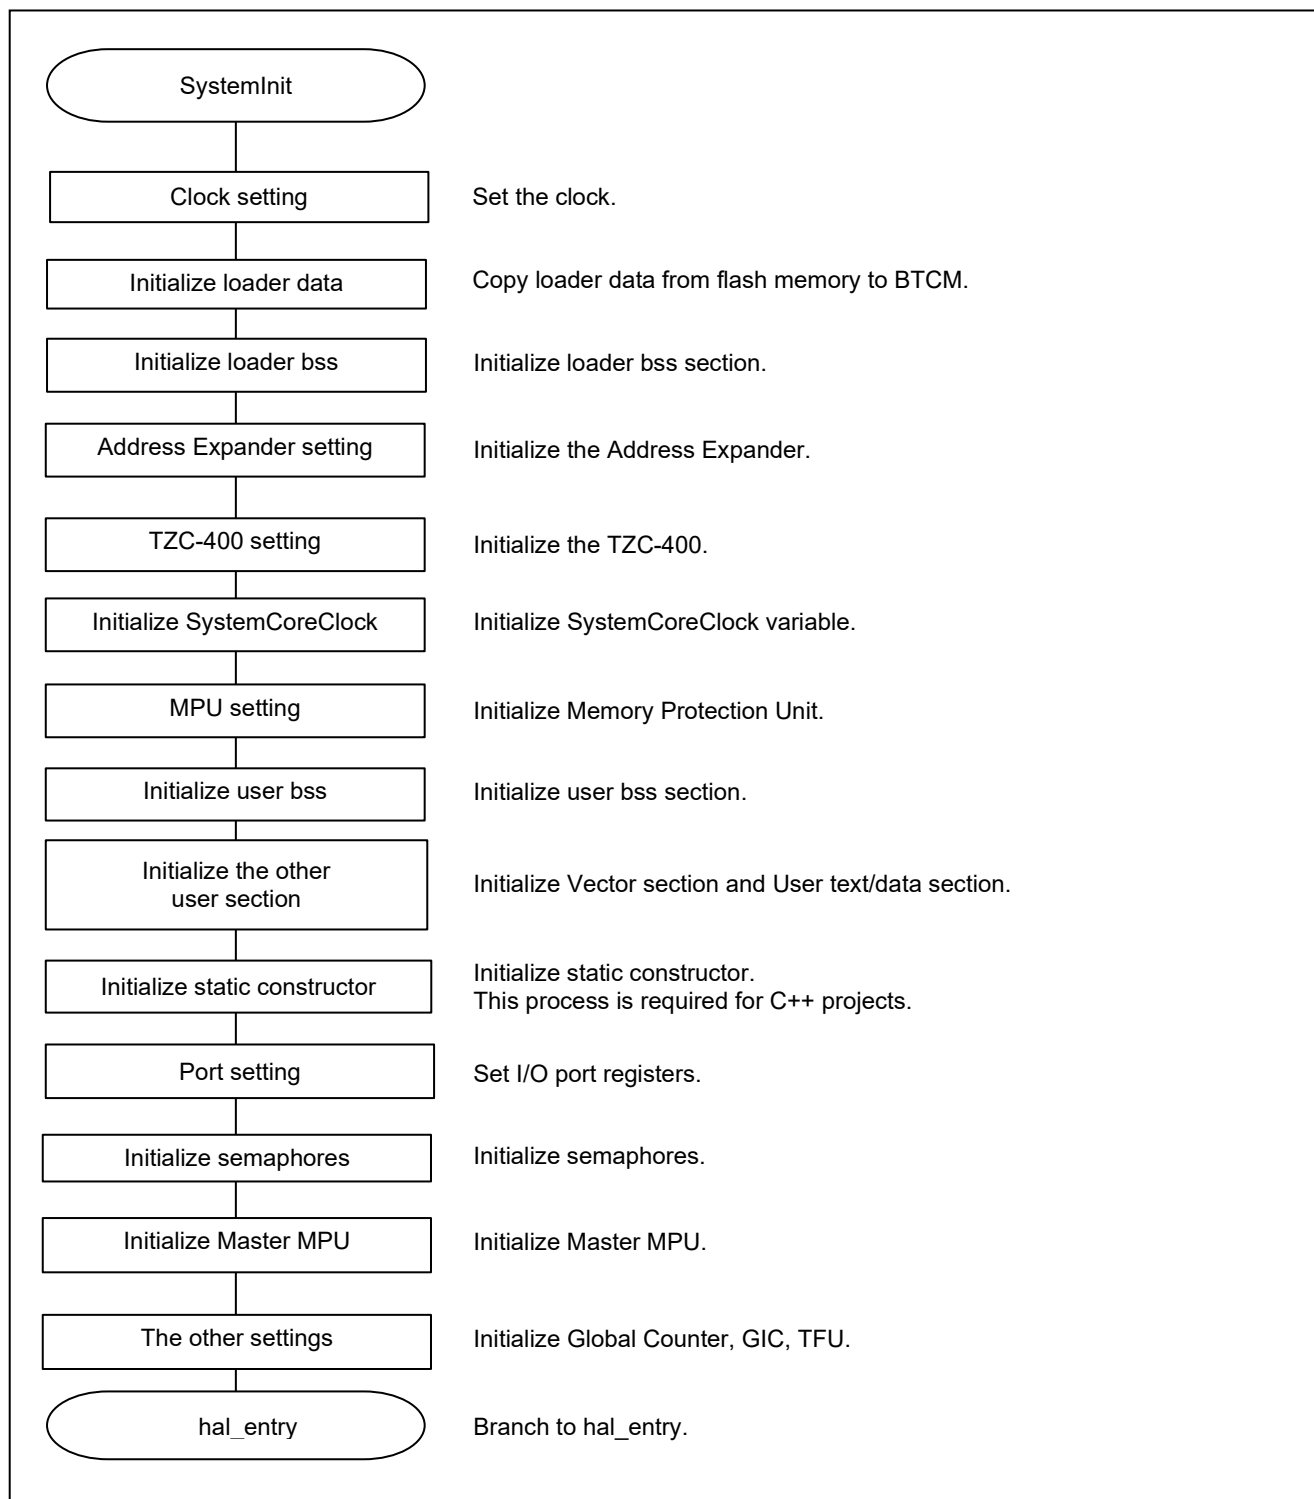 SystemInit
Clock setting
Set the clock.
Initialize loader data
Copy loader data from flash memory to BTCM.
Initialize loader bss
Initialize loader bss section.
Address Expander setting
Initialize the Address Expander.
TZC-400 setting
Initialize the TZC-400.
Initialize SystemCoreClock
Initialize SystemCoreClock variable.
MPU setting
Initialize Memory Protection Unit.
Initialize user bss
Initialize user bss section.
Initialize the other
user section
Initialize Vector section and User text/data section.
Initialize static constructor
Initialize static constructor.
This process is required for C++ projects.
Port setting
Set I/O port registers.
Initialize semaphores
Initialize semaphores.
Initialize Master MPU
Initialize Master MPU.
The other settings
Initialize Global Counter, GIC, TFU.
hal_entry
Branch to hal_entry.